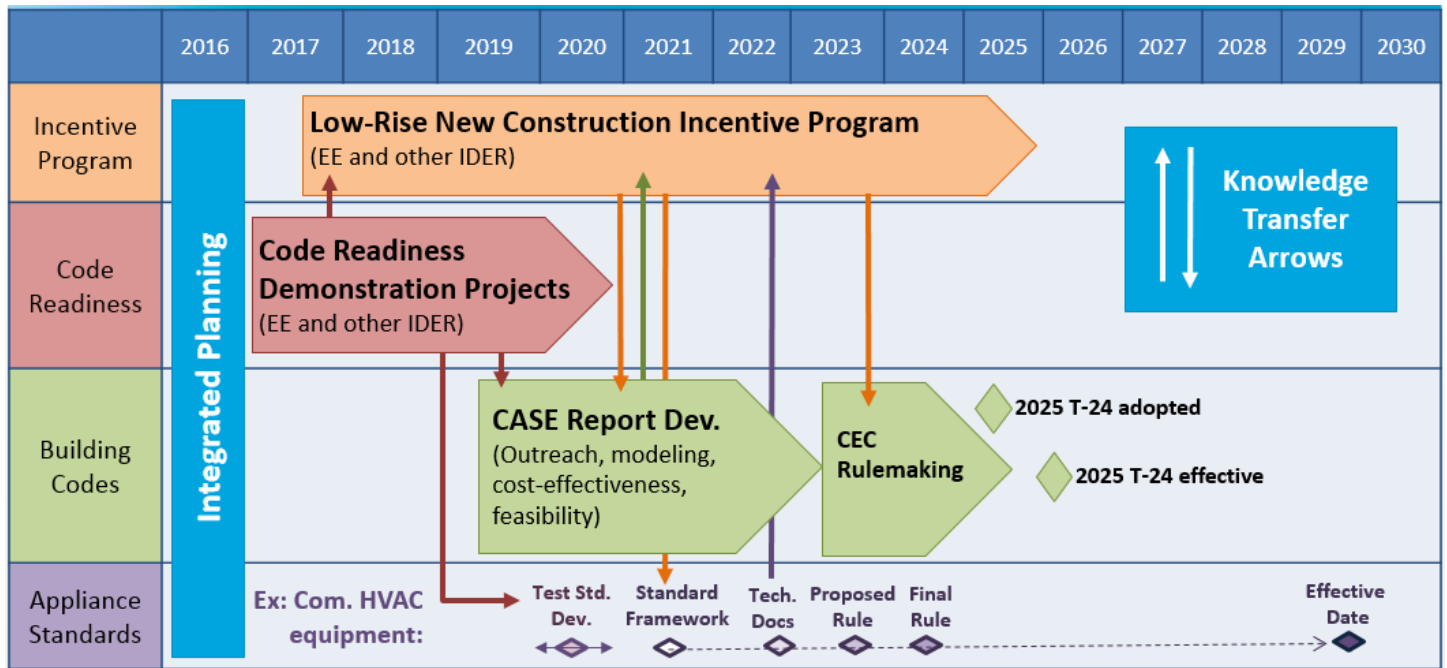 2016 2017 2018 2019 2020 2021 2022 2023 2024 2025 2026 2027 2028 2029 2030
Incentive
Program
Low-Rise New Construction Incentive Program
(EE and other IDER)
Knowledge
Transfer
Arrows
Integrated Planning
Code
Readiness
Code Readiness
Demonstration Projects
(EE and other IDER)
Building
Codes
CASE Report Dev.
(Outreach, modeling,
cost-effectiveness,
feasibility)
CEC
Rulemaking
2025 T-24 adopted
2025 T-24 effective
Appliance
Standards
Ex: Com. HVAC
equipment:
Test Std.
Dev.
Standard
Framework
Tech.
Docs
Proposed
Rule
Final
Rule
Effective
Date